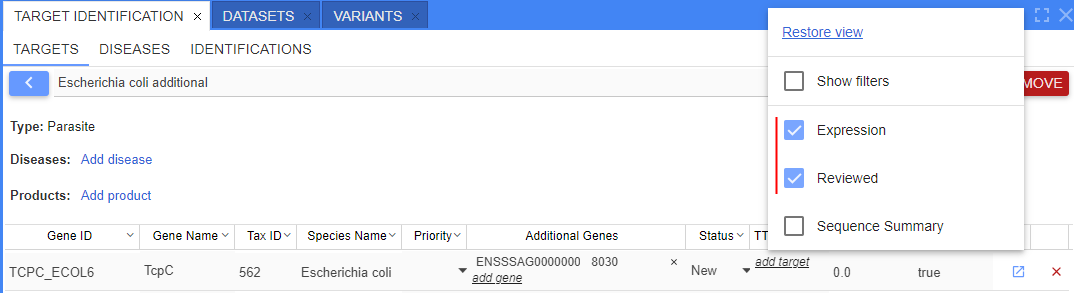 TARGET IDENTIFICATION × DATASETS × VARIANTS ×
TARGETS DISEASES IDENTIFICATIONS
Escherichia coli additional
MOVE
Type: Parasite
Diseases: Add disease
Products: Add product
Restore view
Show filters
Expression
Reviewed
Sequence Summary
Gene ID Gene Name Tax ID Species Name Priority Additional Genes Status TT
TCPC_ECOL6 TcpC 562 Escherichia coli ENSSSAG0000000 8030 × New add target 0.0 true ×
add gene